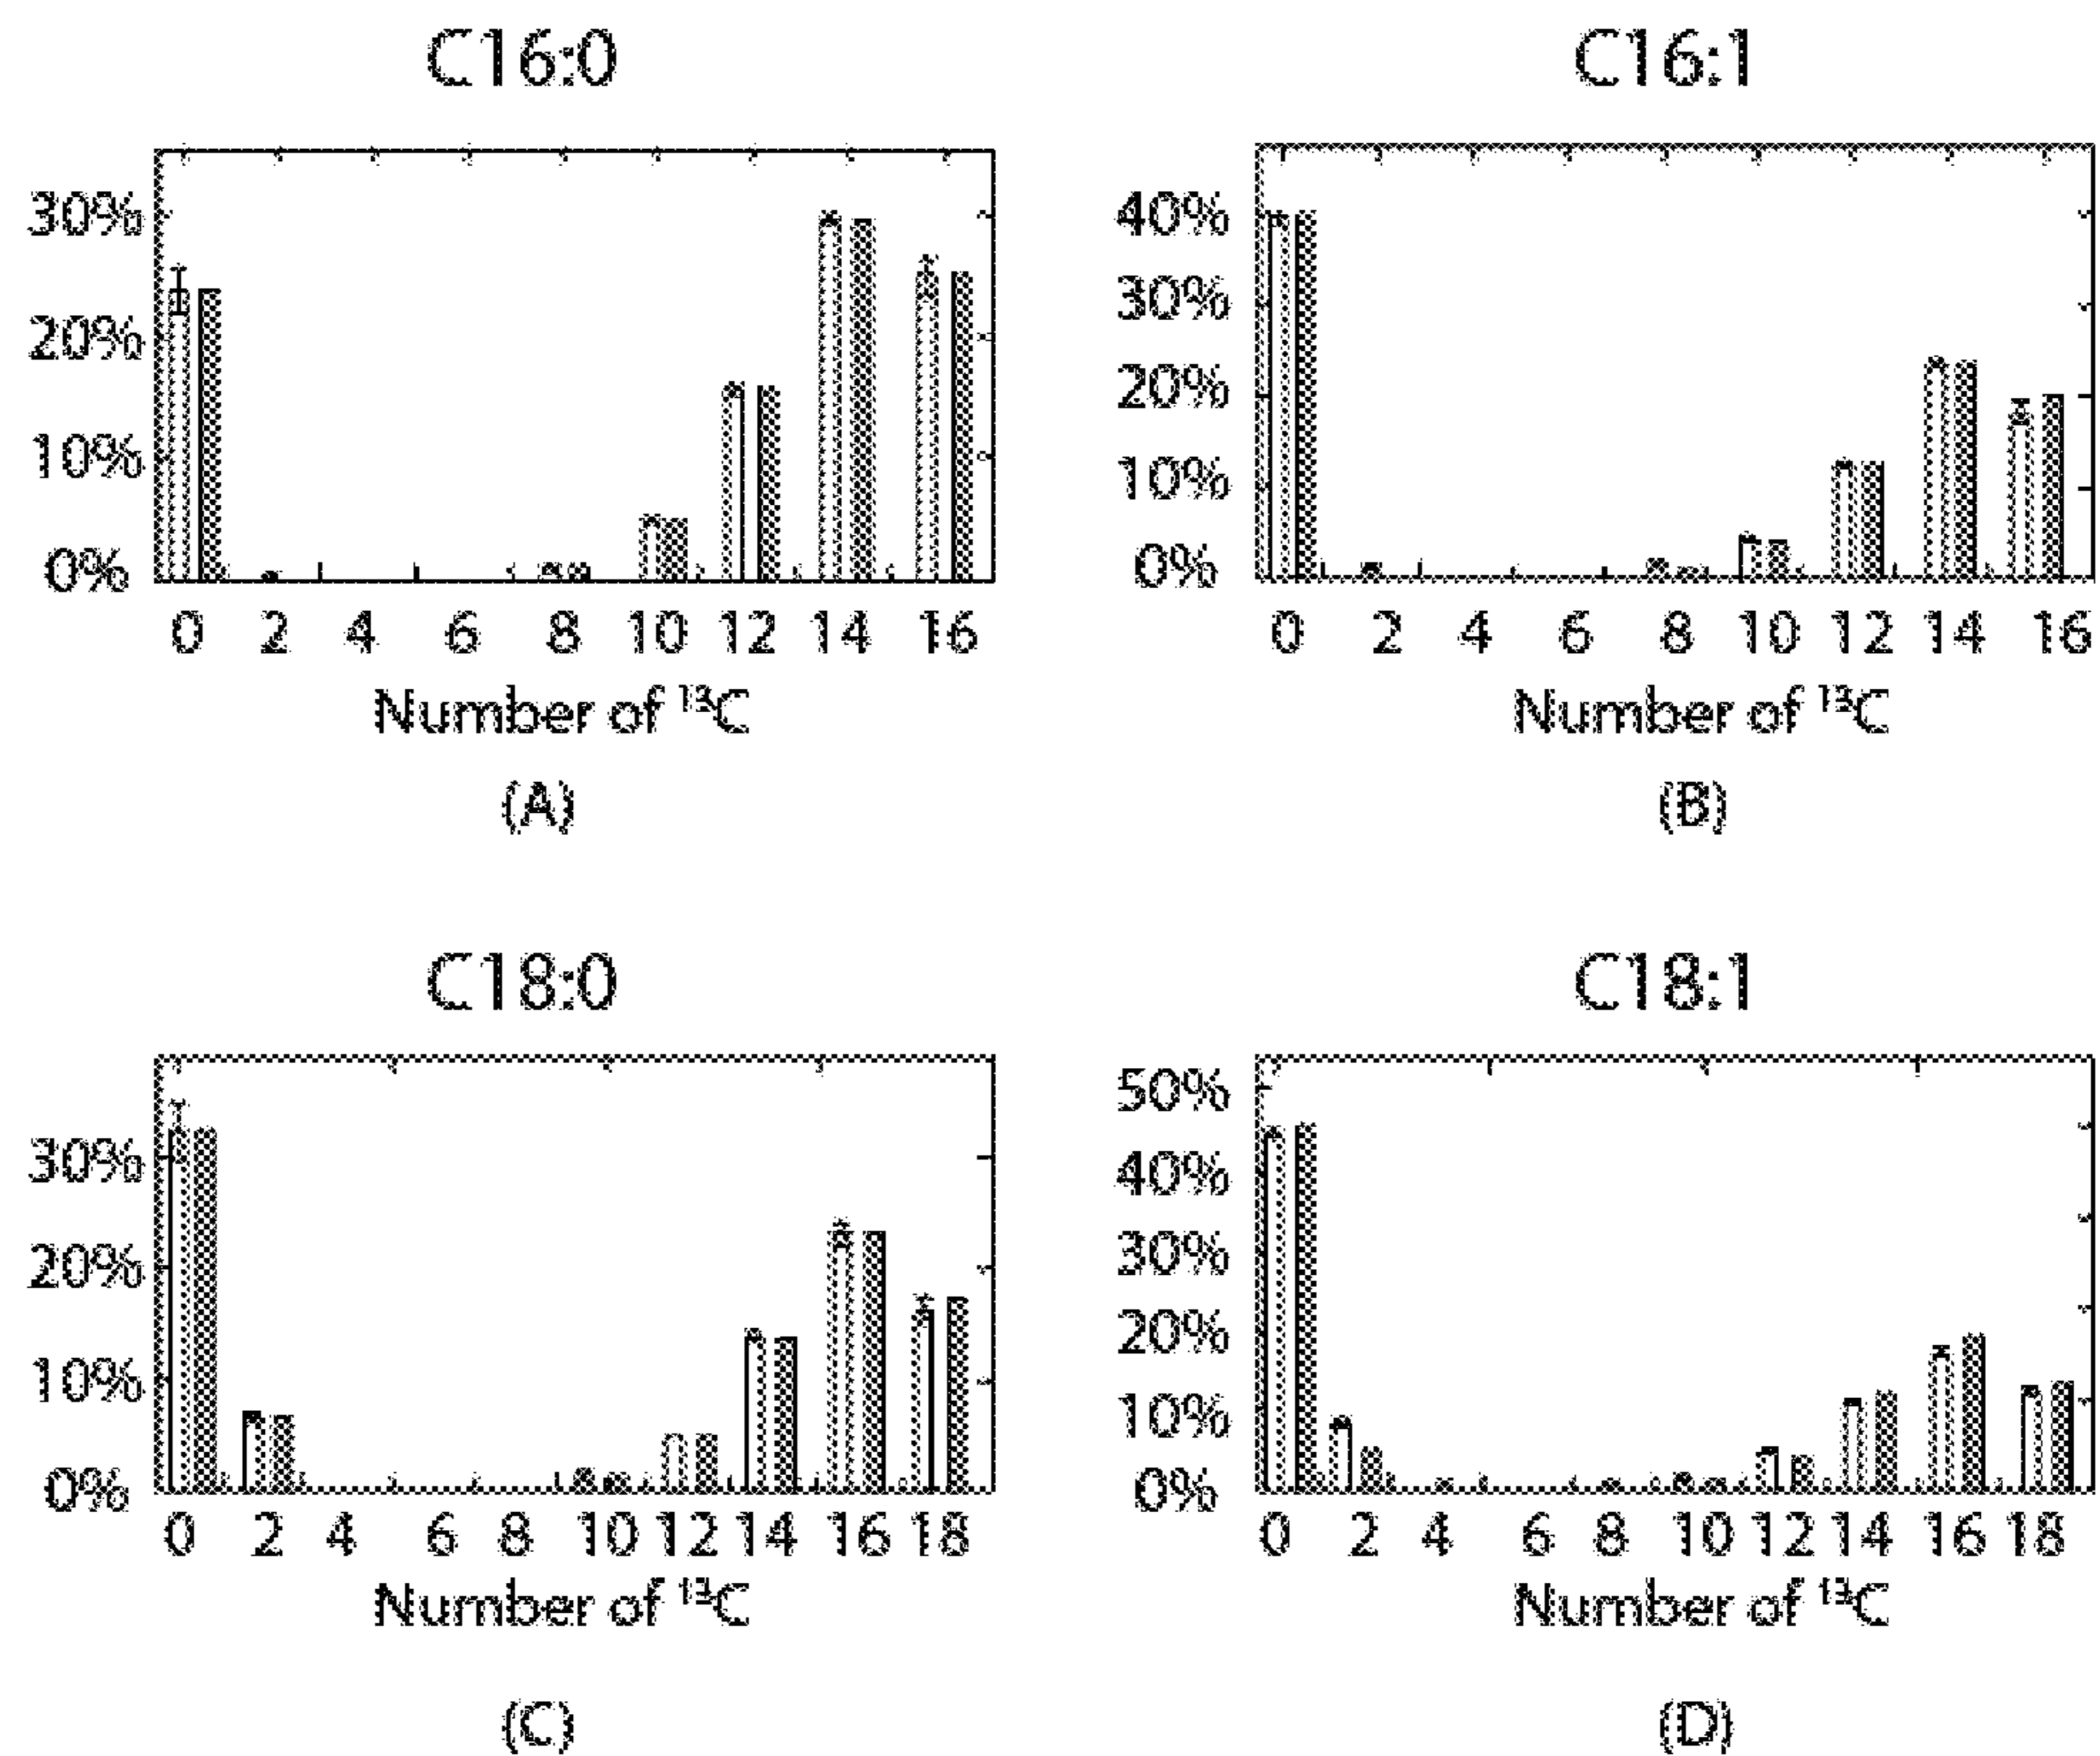 C16:0
30%
20%
10%
0%
0 2 4 6 8 10 12 14 16
Number of ¹³C
(A)
C16:1
40%
30%
20%
10%
0%
0 2 4 6 8 10 12 14 16
Number of ¹³C
(B)
C18:0
30%
20%
10%
0%
0 2 4 6 8 10 12 14 16 18
Number of ¹³C
(C)
C18:1
50%
40%
30%
20%
10%
0%
0 2 4 6 8 10 12 14 16 18
Number of ¹³C
(D)